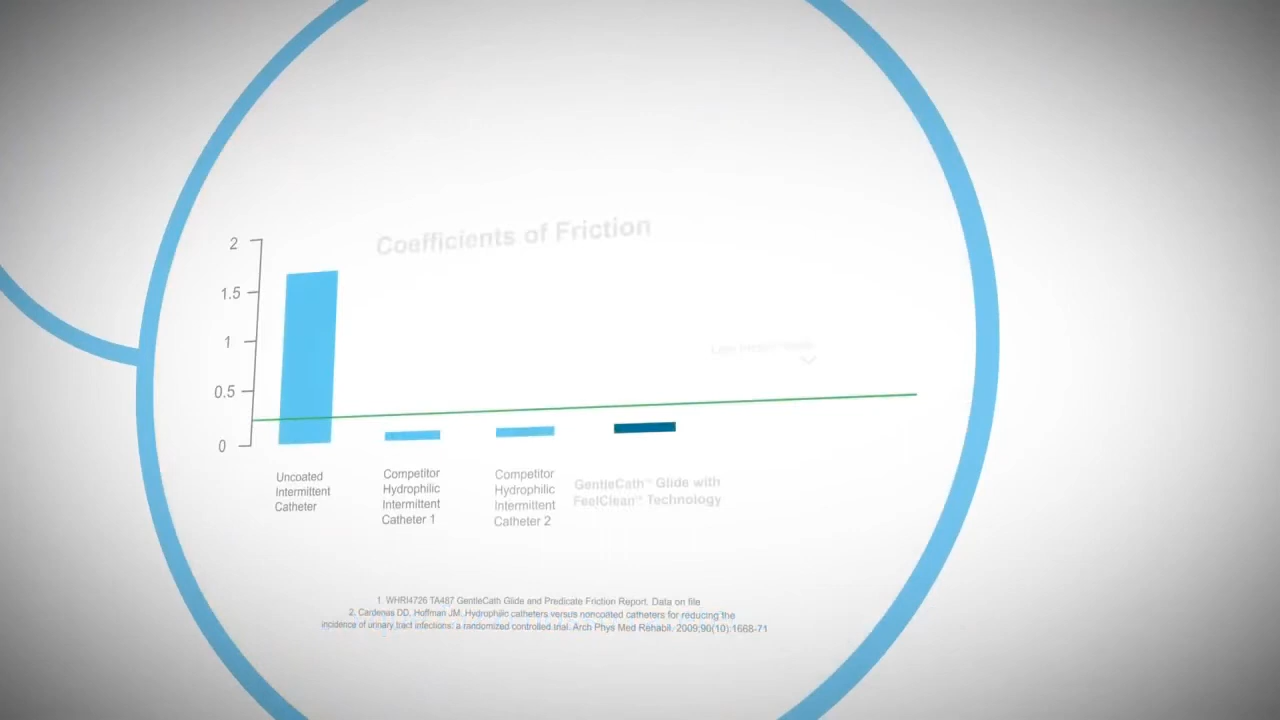 Coefficients of Friction
2
1.5
1
0.5
0
Uncoated
Intermittent
Catheter
Competitor
Hydrophilic
Intermittent
Catheter 1
Competitor
Hydrophilic
Intermittent
Catheter 2
GentleCath™ Glide with
FeelClean™ Technology
1. WHRI4726 TA487 GentleCath Glide and Predicate Friction Report. Data on file
2. Cardenas DD, Hoffman JM. Hydrophilic catheters versus noncoated catheters for reducing the
incidence of urinary tract infections: a randomized controlled trial. Arch Phys Med Rehabil. 2009;90(10):1668-71